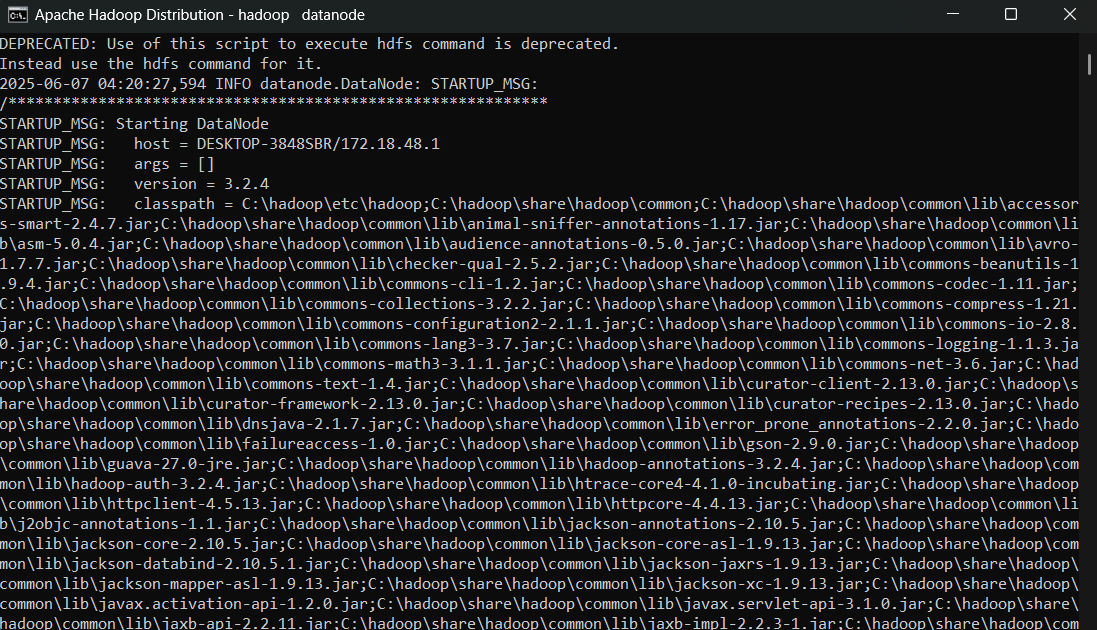 Apache Hadoop Distribution - hadoop   datanode
DEPRECATED: Use of this script to execute hdfs command is deprecated.
Instead use the hdfs command for it.
2025-06-07 04:20:27,594 INFO datanode.DataNode: STARTUP_MSG:
/************************************************************
STARTUP_MSG: Starting DataNode
STARTUP_MSG:   host = DESKTOP-3848SBR/172.18.48.1
STARTUP_MSG:   args = []
STARTUP_MSG:   version = 3.2.4
STARTUP_MSG:   classpath = C:\hadoop\etc\hadoop;C:\hadoop\share\hadoop\common;C:\hadoop\share\hadoop\common\lib\accessor
s-smart-2.4.7.jar;C:\hadoop\share\hadoop\common\lib\animal-sniffer-annotations-1.17.jar;C:\hadoop\share\hadoop\common\li
b\asm-5.0.4.jar;C:\hadoop\share\hadoop\common\lib\audience-annotations-0.5.0.jar;C:\hadoop\share\hadoop\common\lib\avro-
1.7.7.jar;C:\hadoop\share\hadoop\common\lib\checker-qual-2.5.2.jar;C:\hadoop\share\hadoop\common\lib\commons-beanutils-1
.9.4.jar;C:\hadoop\share\hadoop\common\lib\commons-cli-1.2.jar;C:\hadoop\share\hadoop\common\lib\commons-codec-1.11.jar;
C:\hadoop\share\hadoop\common\lib\commons-collections-3.2.2.jar;C:\hadoop\share\hadoop\common\lib\commons-compress-1.21.
jar;C:\hadoop\share\hadoop\common\lib\commons-configuration2-2.1.1.jar;C:\hadoop\share\hadoop\common\lib\commons-io-2.8.
0.jar;C:\hadoop\share\hadoop\common\lib\commons-lang3-3.7.jar;C:\hadoop\share\hadoop\common\lib\commons-logging-1.1.3.ja
r;C:\hadoop\share\hadoop\common\lib\commons-math3-3.1.1.jar;C:\hadoop\share\hadoop\common\lib\commons-net-3.6.jar;C:\had
oop\share\hadoop\common\lib\commons-text-1.4.jar;C:\hadoop\share\hadoop\common\lib\curator-client-2.13.0.jar;C:\hadoop\s
hare\hadoop\common\lib\curator-framework-2.13.0.jar;C:\hadoop\share\hadoop\common\lib\curator-recipes-2.13.0.jar;C:\hado
op\share\hadoop\common\lib\dnsjava-2.1.7.jar;C:\hadoop\share\hadoop\common\lib\error_prone_annotations-2.2.0.jar;C:\hado
op\share\hadoop\common\lib\failureaccess-1.0.jar;C:\hadoop\share\hadoop\common\lib\gson-2.9.0.jar;C:\hadoop\share\hadoop
\common\lib\guava-27.0-jre.jar;C:\hadoop\share\hadoop\common\lib\hadoop-annotations-3.2.4.jar;C:\hadoop\share\hadoop\com
mon\lib\hadoop-auth-3.2.4.jar;C:\hadoop\share\hadoop\common\lib\htrace-core4-4.1.0-incubating.jar;C:\hadoop\share\hadoop
\common\lib\httpclient-4.5.13.jar;C:\hadoop\share\hadoop\common\lib\httpcore-4.4.13.jar;C:\hadoop\share\hadoop\common\li
b\j2objc-annotations-1.1.jar;C:\hadoop\share\hadoop\common\lib\jackson-annotations-2.10.5.jar;C:\hadoop\share\hadoop\com
mon\lib\jackson-core-2.10.5.jar;C:\hadoop\share\hadoop\common\lib\jackson-core-asl-1.9.13.jar;C:\hadoop\share\hadoop\com
mon\lib\jackson-databind-2.10.5.1.jar;C:\hadoop\share\hadoop\common\lib\jackson-jaxrs-1.9.13.jar;C:\hadoop\share\hadoop\
common\lib\jackson-mapper-asl-1.9.13.jar;C:\hadoop\share\hadoop\common\lib\jackson-xc-1.9.13.jar;C:\hadoop\share\hadoop\
common\lib\javax.activation-api-1.2.0.jar;C:\hadoop\share\hadoop\common\lib\javax.servlet-api-3.1.0.jar;C:\hadoop\share\
hadoop\common\lib\jaxb-api-2.2.11.jar;C:\hadoop\share\hadoop\common\lib\jaxb-impl-2.2.3-1.jar;C:\hadoop\share\hadoop\com